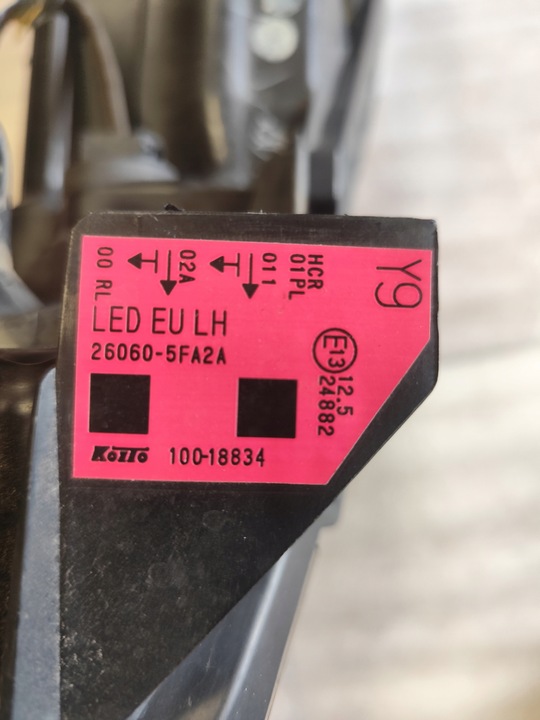 Y9
HCR
01PL
011
02A
00 RL
LED EU LH
26060-5FA2A
E13
12.5
24882
KOITO
100-18834